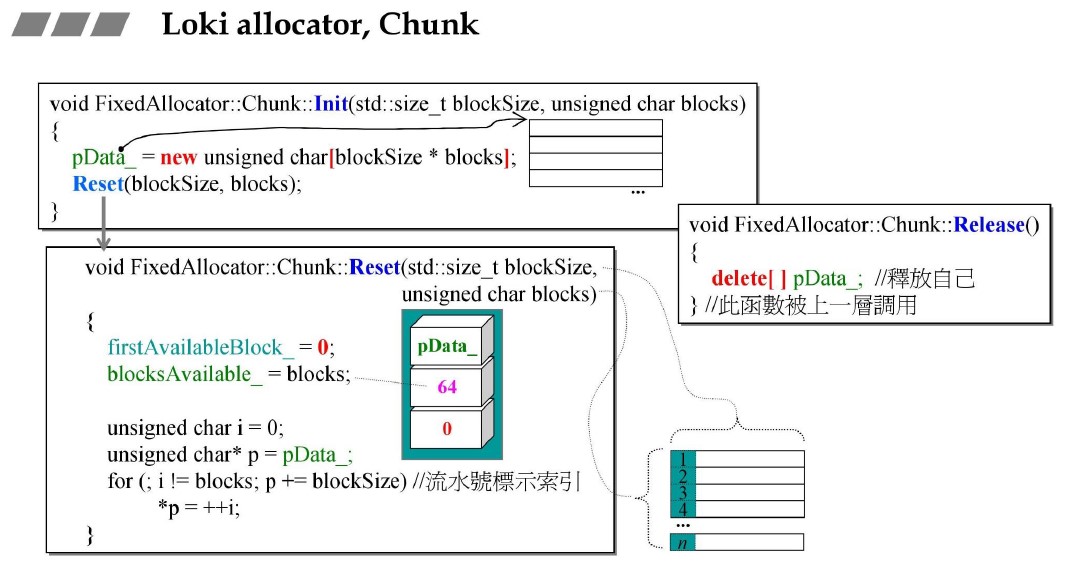 Loki allocator, Chunk
void FixedAllocator::Chunk::Init(std::size_t blockSize, unsigned char blocks)
{
pData_ = new unsigned char[blockSize * blocks];
Reset(blockSize, blocks);
}
...
void FixedAllocator::Chunk::Release()
{
delete[ ] pData_; //釋放自己
} //此函數被上一層調用
void FixedAllocator::Chunk::Reset(std::size_t blockSize,
unsigned char blocks)
{
firstAvailableBlock_ = 0;
blocksAvailable_ = blocks;
unsigned char i = 0;
unsigned char* p = pData_;
for (; i != blocks; p += blockSize) //流水號標示索引
*p = ++i;
}
pData_
64
0
1
2
3
4
...
n